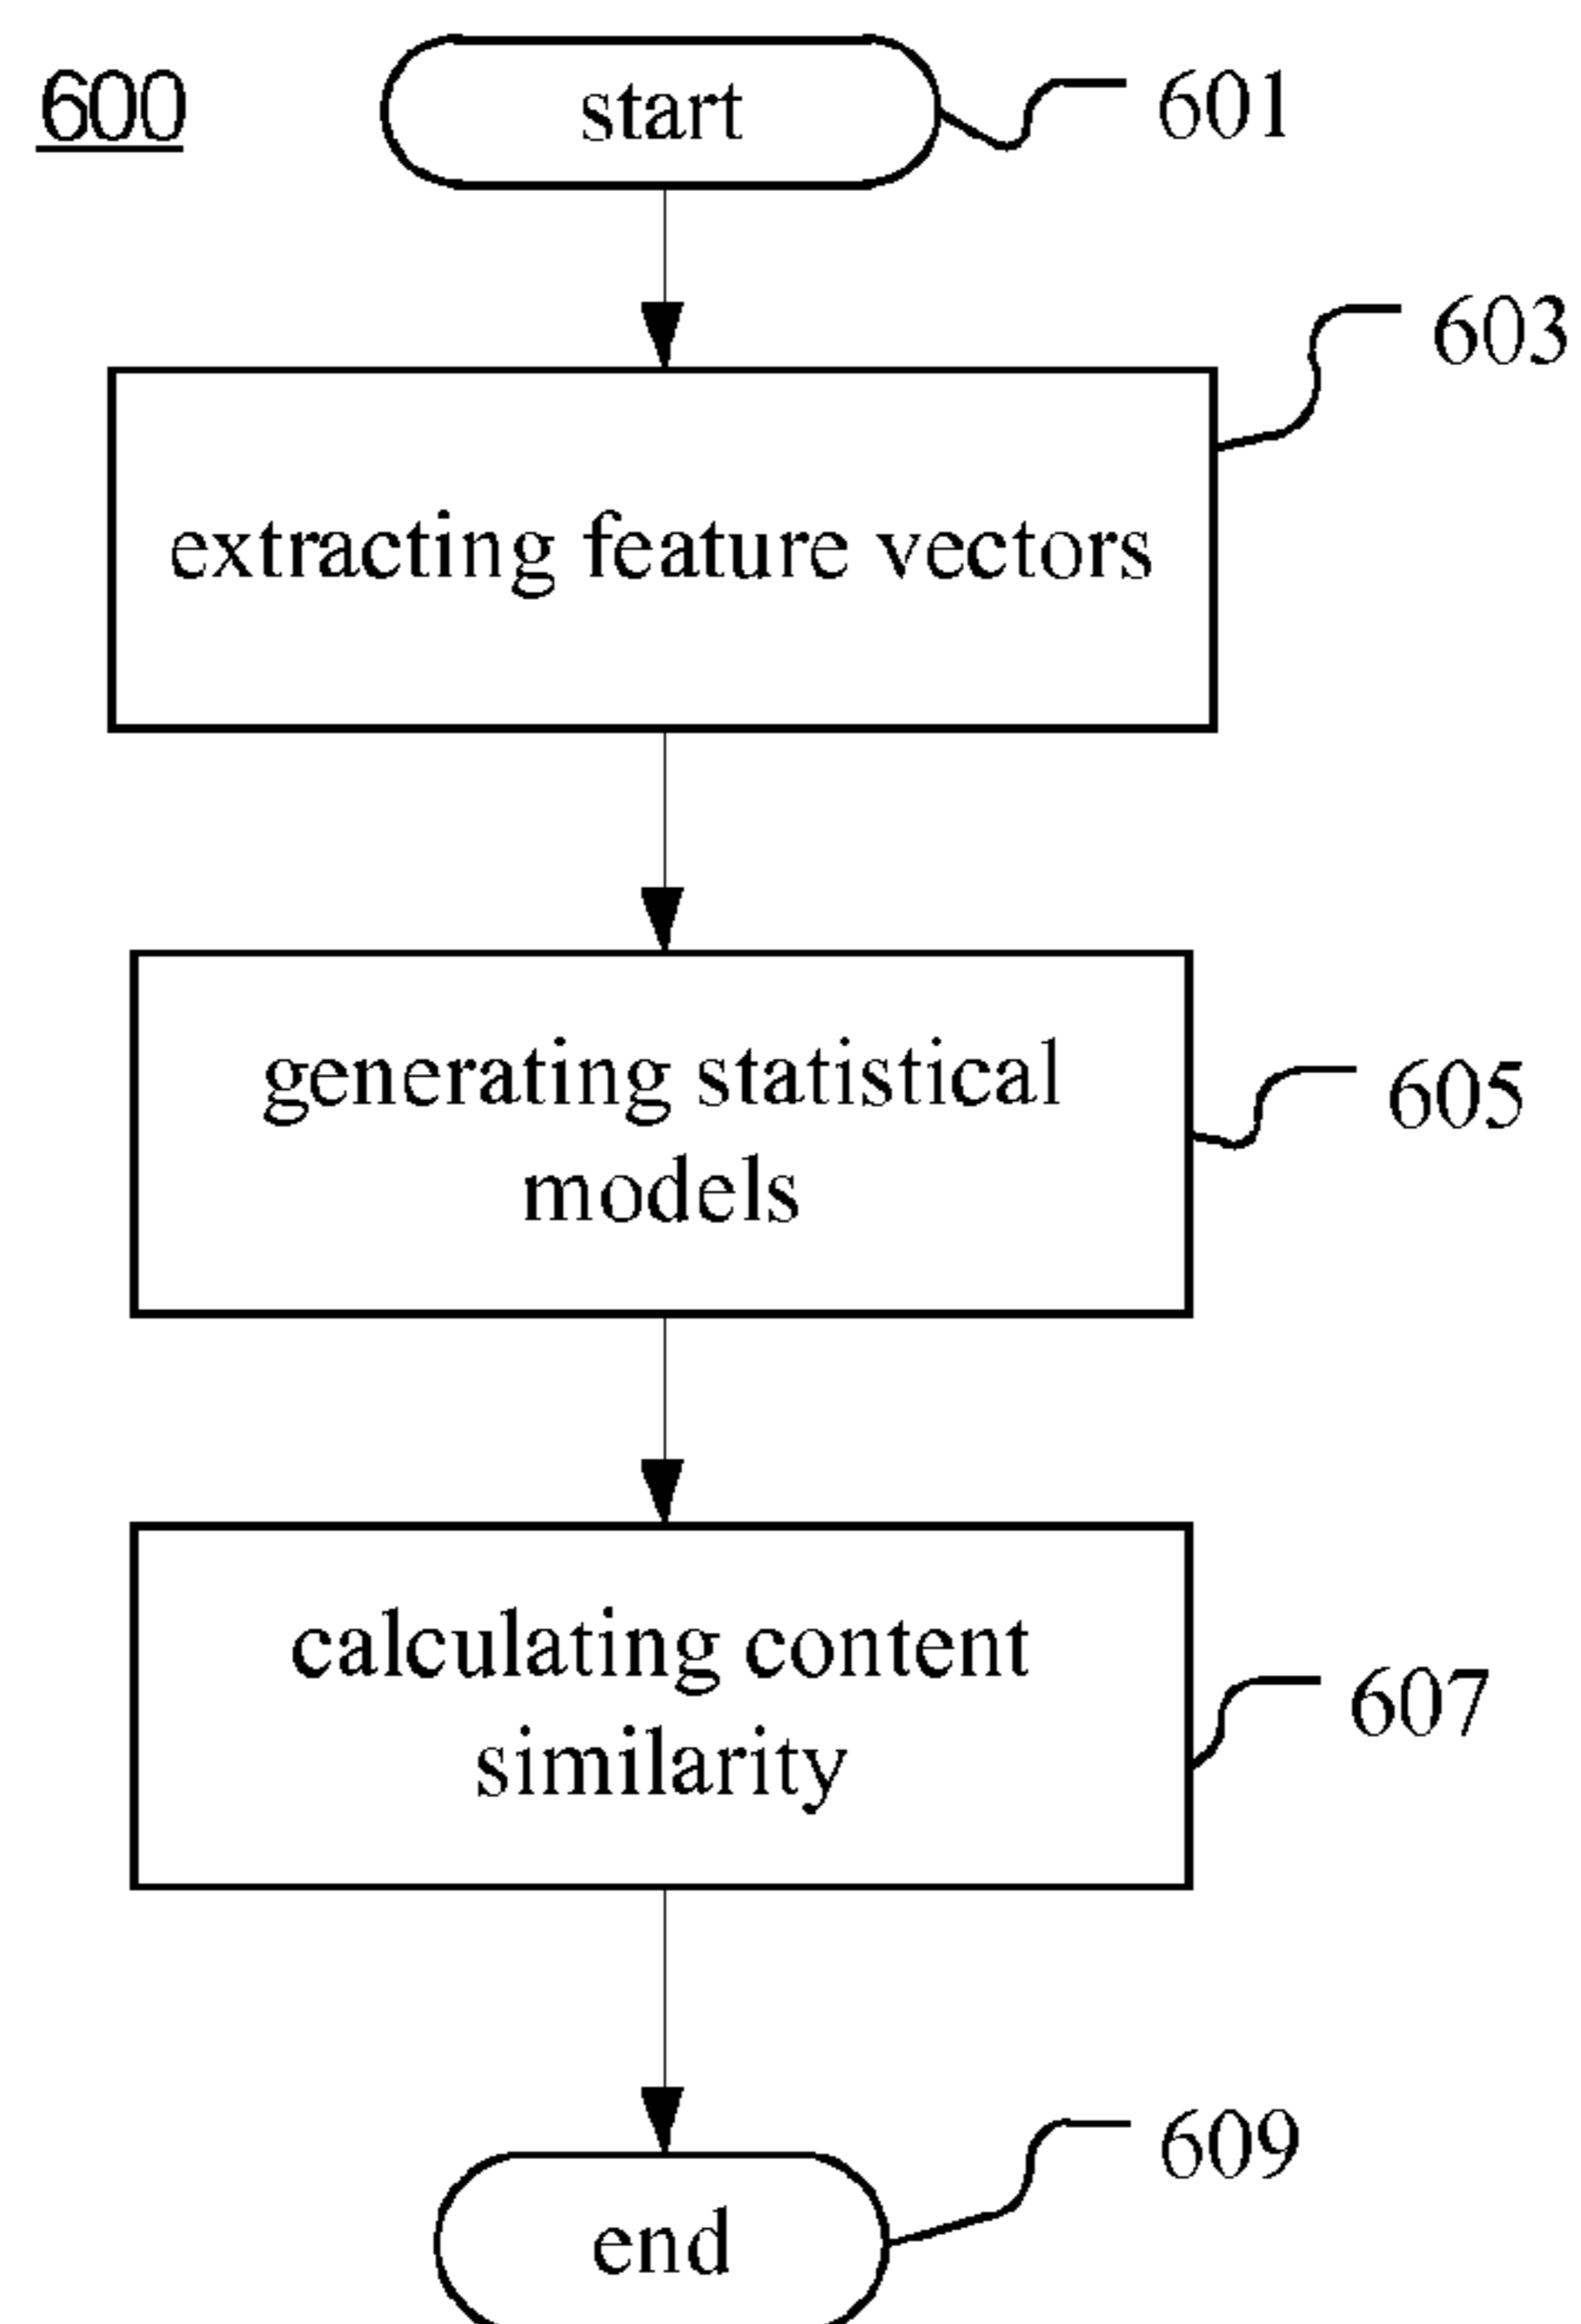 600
start
601
603
extracting feature vectors
generating statistical
models
605
calculating content
similarity
607
609
end